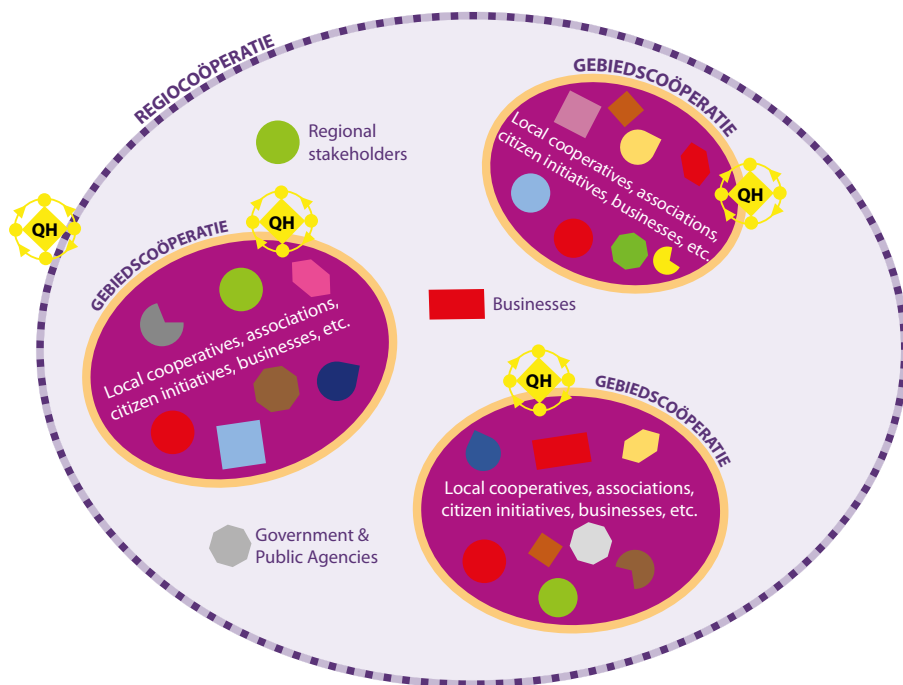 REGIOCOÖPERATIE
GEBIEDSCOÖPERATIE
Local cooperatives, associations,
citizen initiatives, businesses,
etc.
QH
Regional
stakeholders
QH
QH
GEBIEDSCOÖPERATIE
Local cooperatives, associations,
citizen initiatives, businesses, etc.
Businesses
QH
GEBIEDSCOÖPERATIE
Local cooperatives, associations,
citizen initiatives, businesses, etc.
Government &
Public Agencies